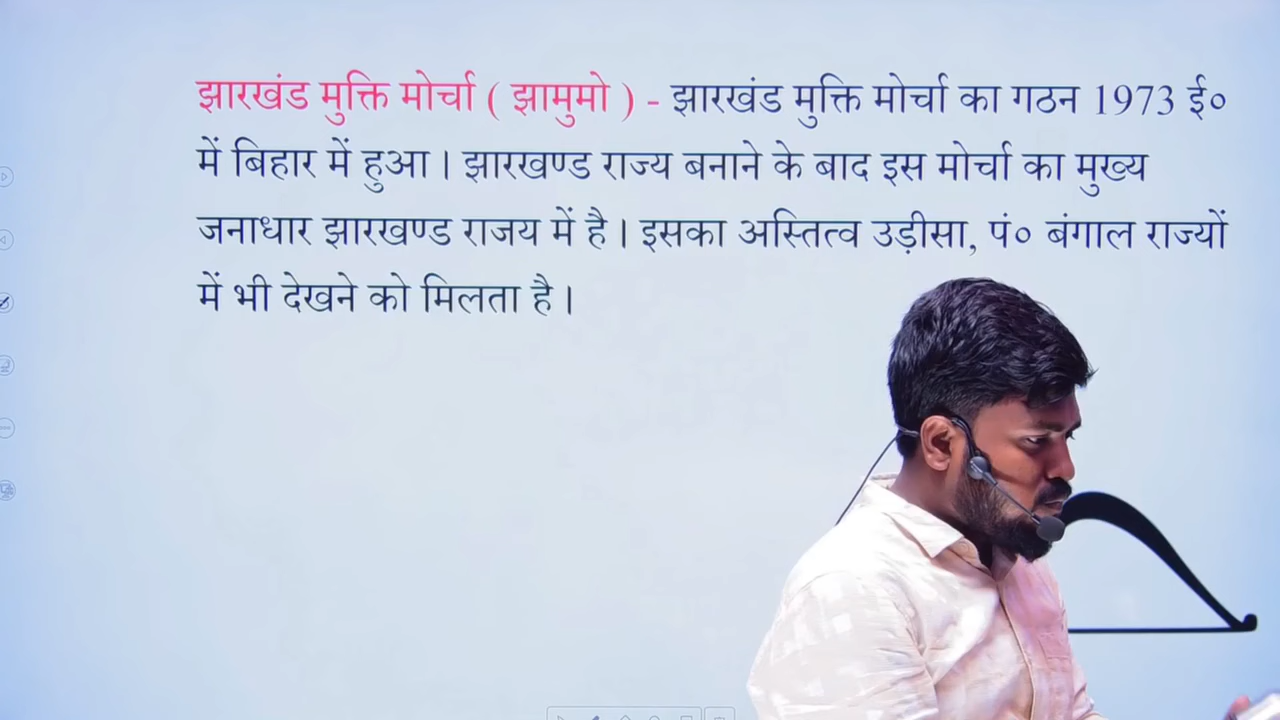 झारखंड मुक्ति मोर्चा ( झामुमो ) - झारखंड मुक्ति मोर्चा का गठन 1973 ई०
में बिहार में हुआ । झारखण्ड राज्य बनाने के बाद इस मोर्चा का मुख्य
जनाधार झारखण्ड राजय में है । इसका अस्तित्व उड़ीसा, पं० बंगाल राज्यों
में भी देखने को मिलता है ।